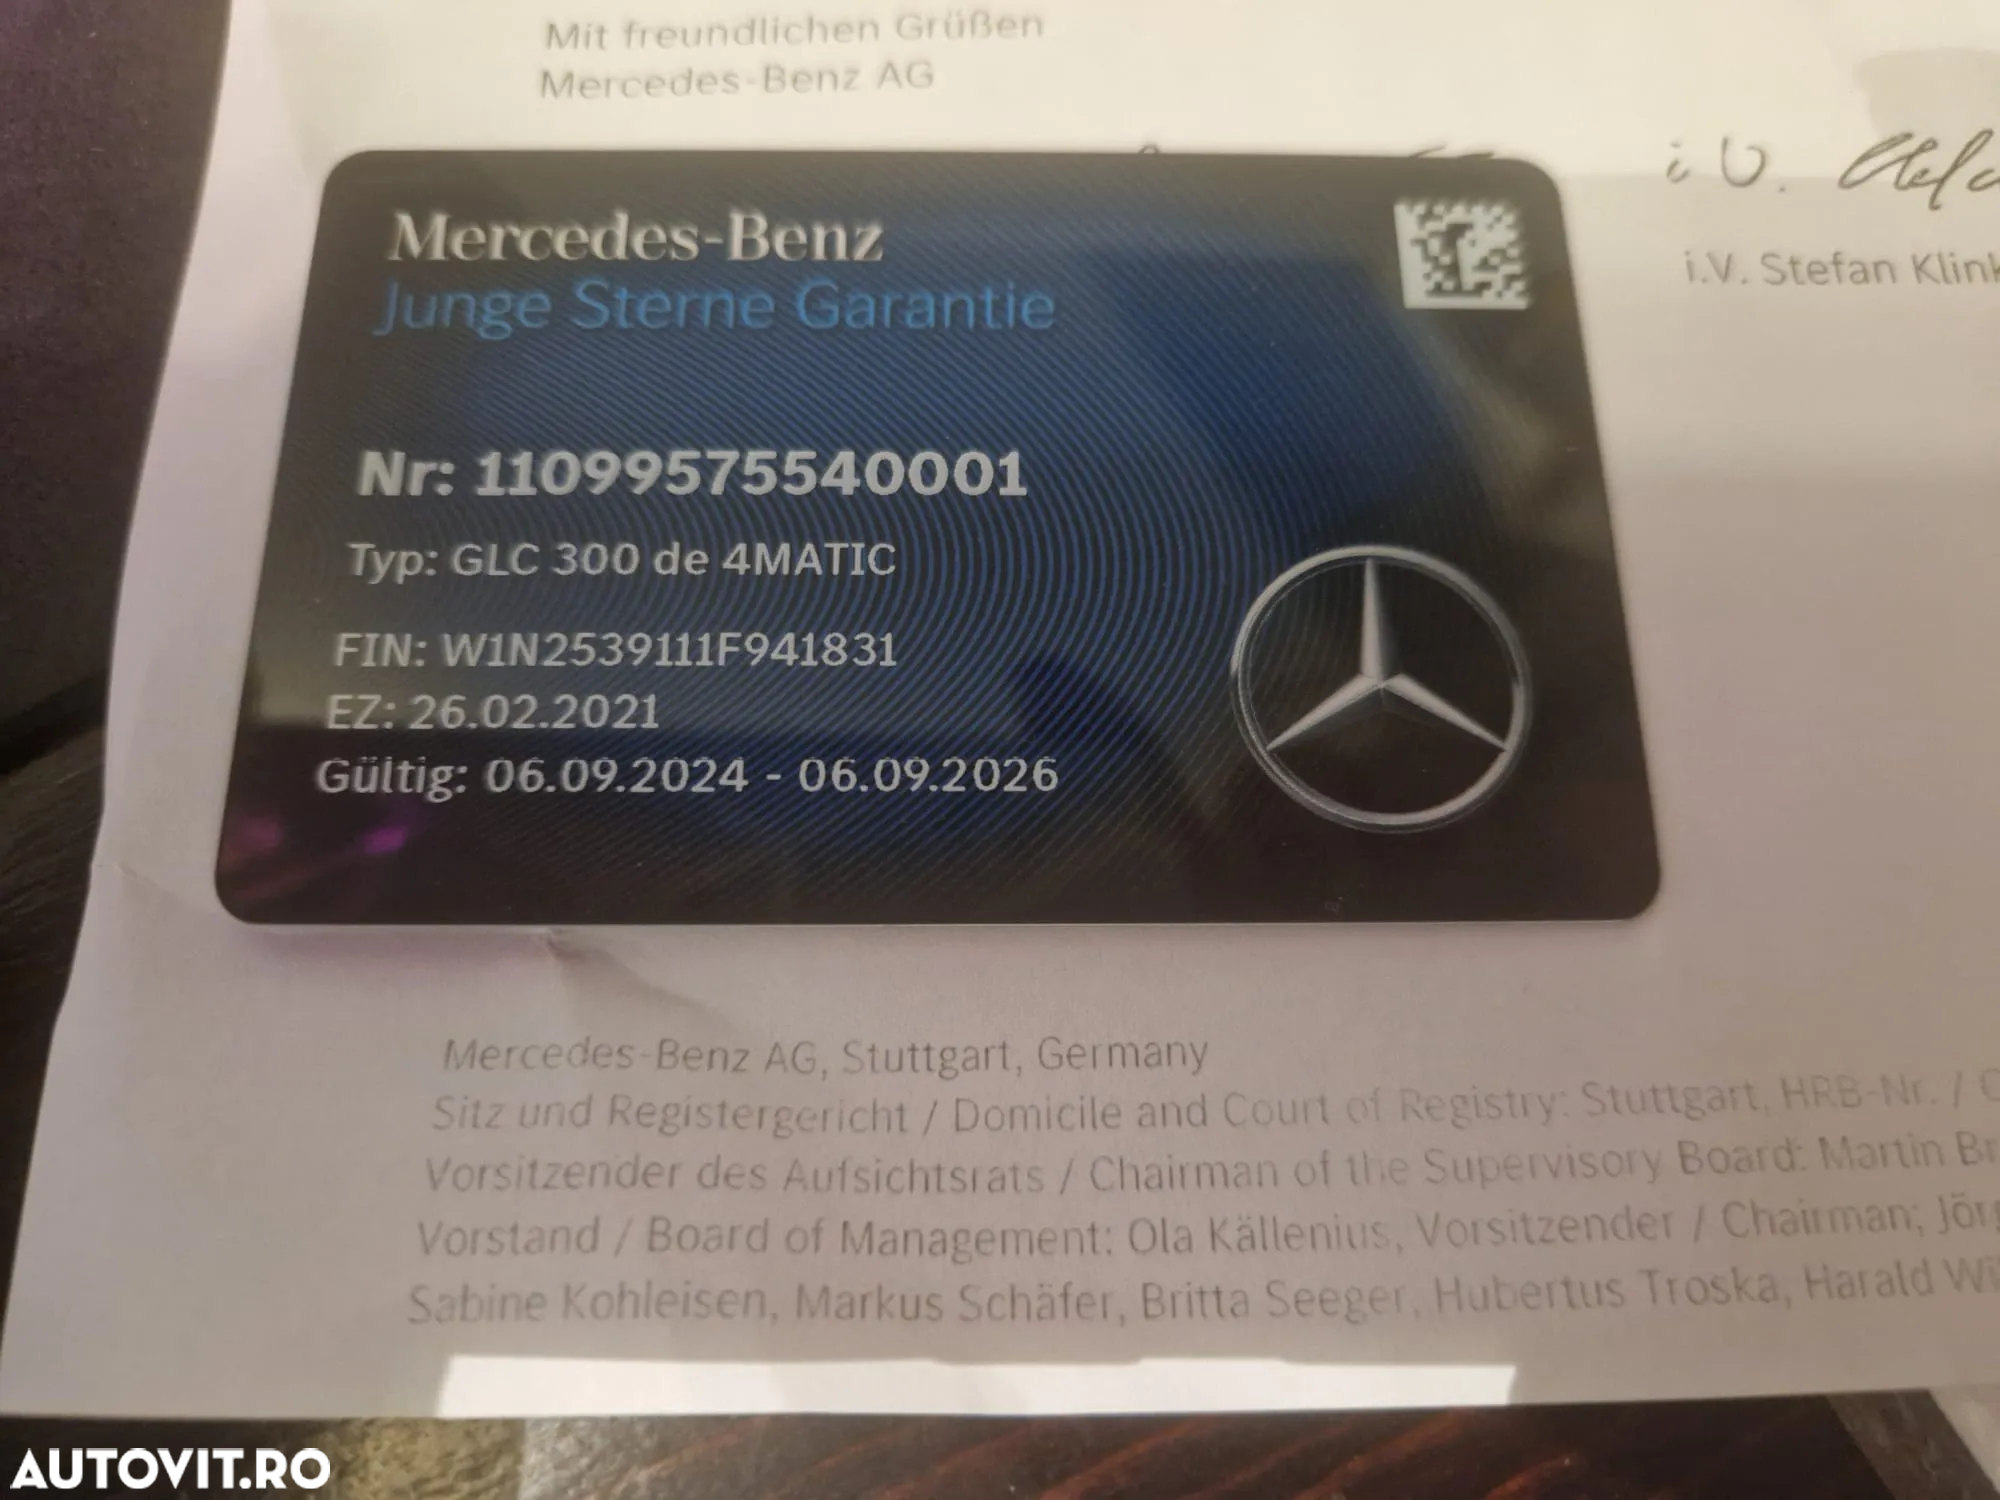 Mit freundlichen Grüßen
Mercedes-Benz AG
i.V.
i.V. Stefan Klink
Mercedes-Benz
Junge Sterne Garantie
Nr: 11099575540001
Typ: GLC 300 de 4MATIC
FIN: W1N2539111F941831
EZ: 26.02.2021
Gültig: 06.09.2024 - 06.09.2026
Mercedes-Benz AG, Stuttgart, Germany
Sitz und Registergericht / Domicile and Court of Registry: Stuttgart, HRB-Nr. / C
Vorsitzender des Aufsichtsrats / Chairman of the Supervisory Board: Martin Br
Vorstand / Board of Management: Ola Källenius, Vorsitzender / Chairman; Jörg
Sabine Kohleisen, Markus Schäfer, Britta Seeger, Hubertus Troska, Harald Wi
AUTOVIT.RO